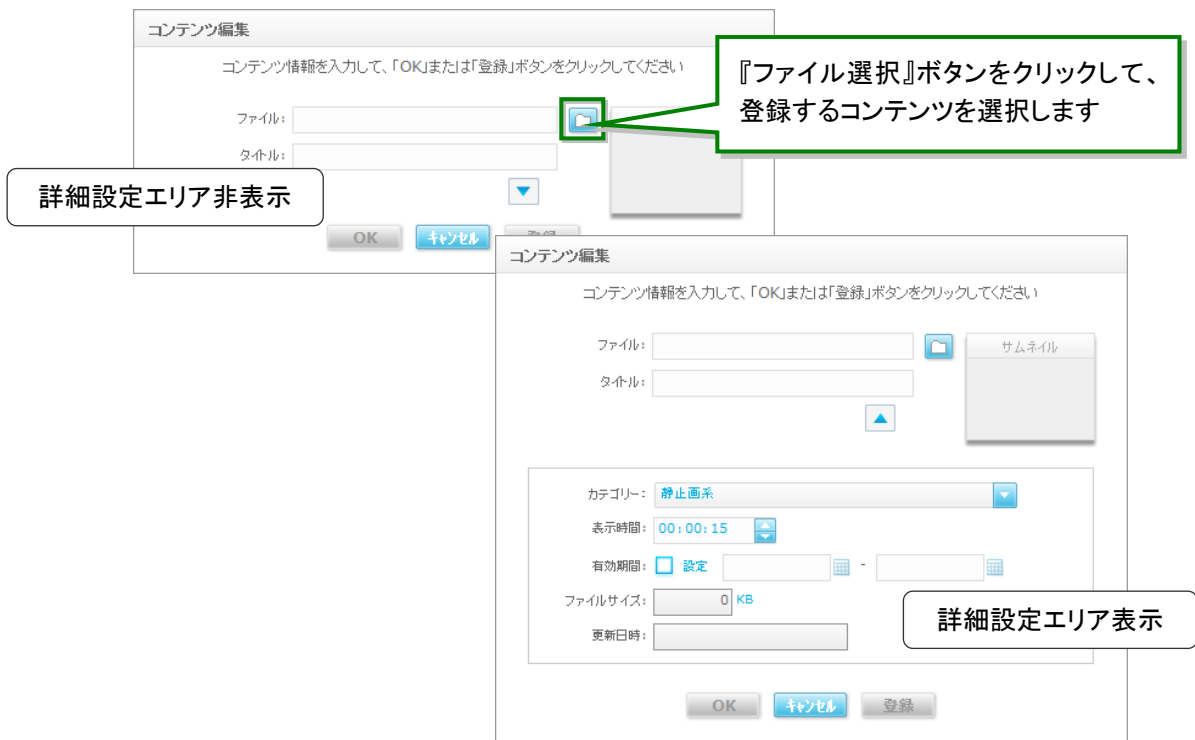 コンテンツ編集
コンテンツ情報を入力して、「OK」または「登録」ボタンをクリックしてください
『ファイル選択』ボタンをクリックして、
登録するコンテンツを選択します
ファイル:
タイトル:
詳細設定エリア非表示
OK キャンセル 登録
コンテンツ編集
コンテンツ情報を入力して、「OK」または「登録」ボタンをクリックしてください
ファイル:
サムネイル
タイトル:
カテゴリー: 静止画系
表示時間: 00:00:15
有効期間: 設定 -
ファイルサイズ: 0 KB
更新日時:
詳細設定エリア表示
OK キャンセル 登録